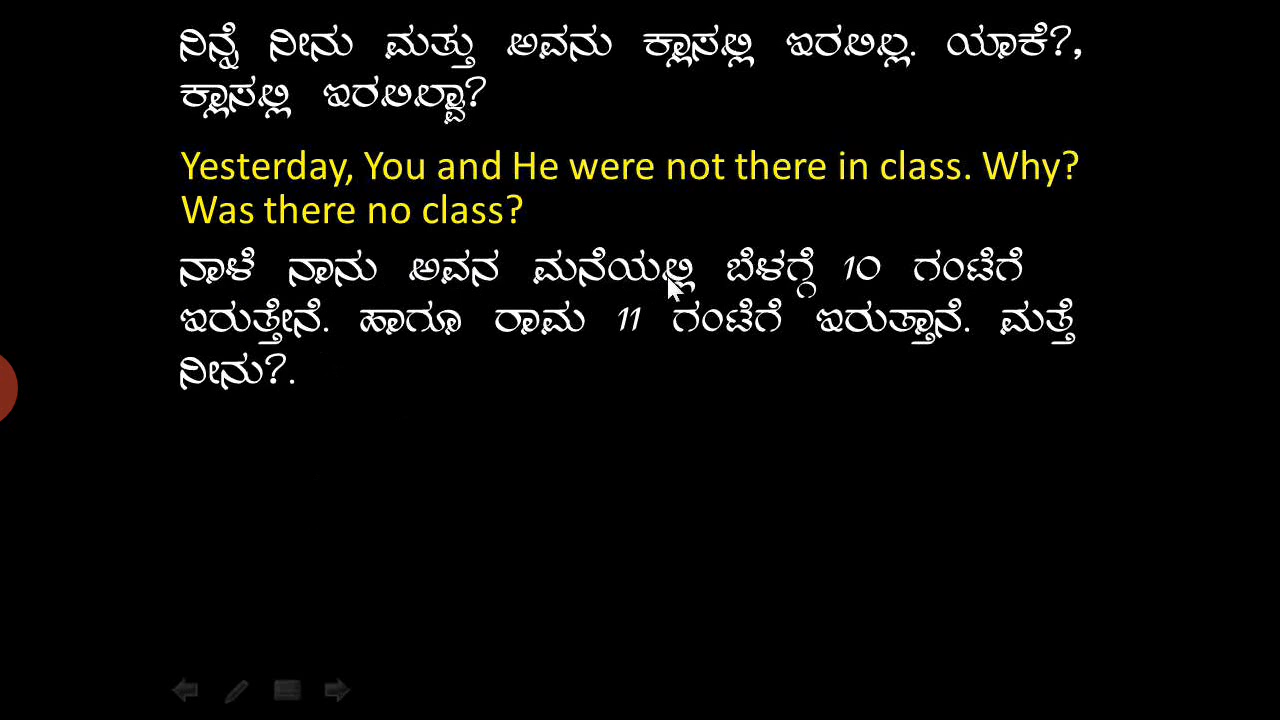 ನಿನ್ನೆ ನೀನು ಮತ್ತು ಅವನು ಕ್ಲಾಸಲ್ಲಿ ಇರಲಿಲ್ಲ. ಯಾಕೆ?,
ಕ್ಲಾಸಲ್ಲಿ ಇರಲಿಲ್ವಾ?
Yesterday, You and He were not there in class. Why?
Was there no class?
ನಾಳೆ ನಾನು ಅವನ ಮನೆಯಲ್ಲಿ ಬೆಳಗ್ಗೆ 10 ಗಂಟೆಗೆ
ಇರುತ್ತೇನೆ. ಹಾಗೂ ರಾಮ 11 ಗಂಟೆಗೆ ಇರುತ್ತಾನೆ. ಮತ್ತೆ
ನೀನು?.